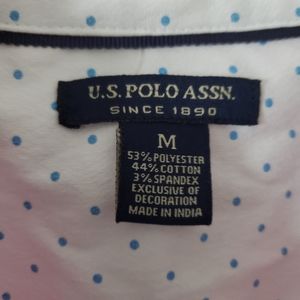 U.S. POLO ASSN.
SINCE 1890
M
53% POLYESTER
44% COTTON
3% SPANDEX
EXCLUSIVE OF
DECORATION
MADE IN INDIA